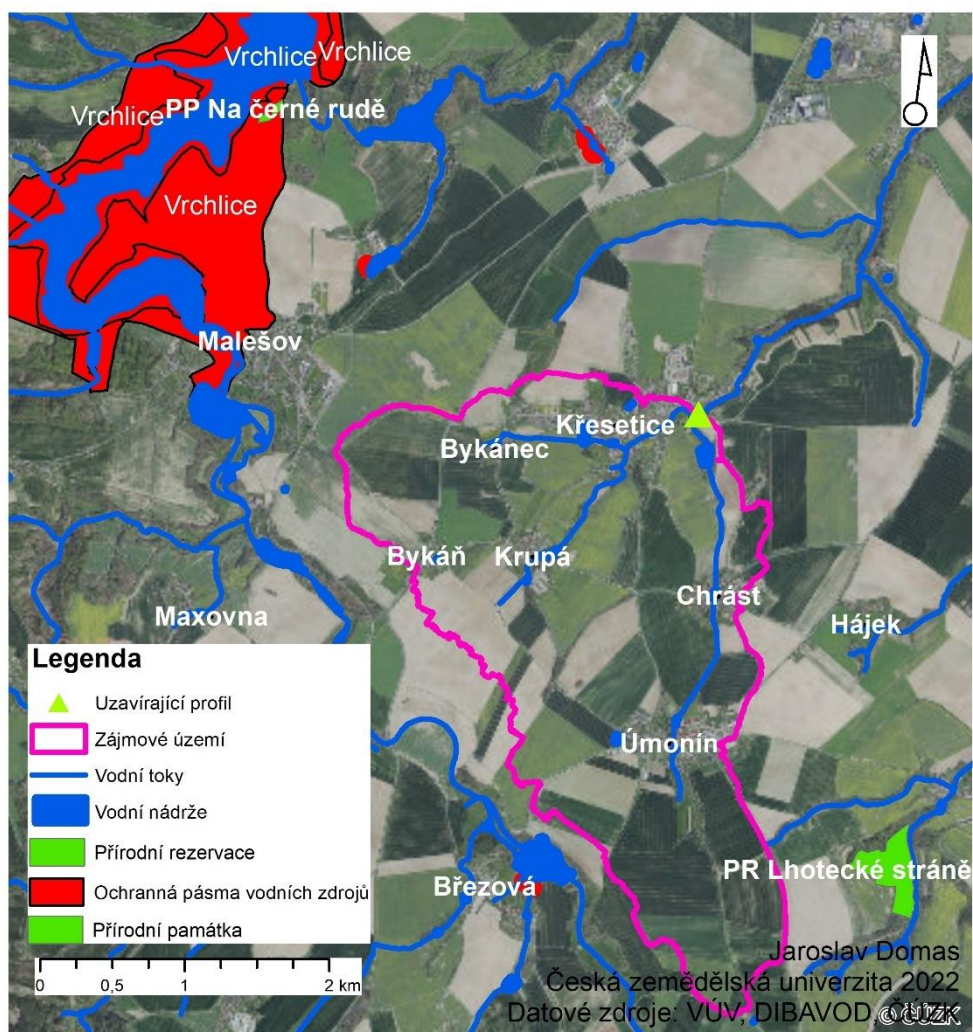 Vrchlice
Vrchlice
Vrchlice
PP Na černé rudě
Vrchlice
Malešov
Křesetice
Bykánec
Bykáň
Krupá
Chrást
Maxovna
Hájek
Úmonín
Březová
PR Lhotecké stráně
Legenda
Uzavírající profil
Zájmové území
Vodní toky
Vodní nádrže
Přírodní rezervace
Ochranná pásma vodních zdrojů
Přírodní památka
0 0,5 1 2 km
Jaroslav Domas
Česká zemědělská univerzita 2022
Datové zdroje: VÚV, DIBAVOD, ČÚZK
©ČÚZK